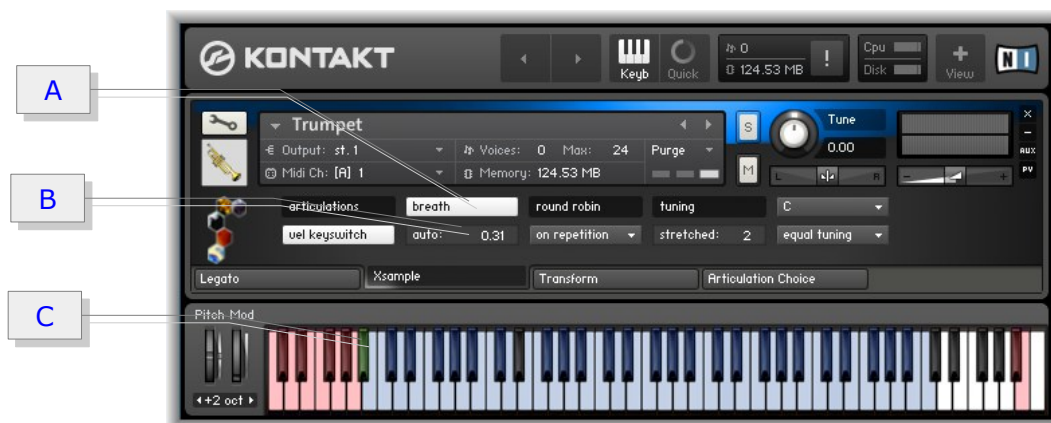 KONTAKT
Keyb
Quick
0
124.53 MB
!
Cpu
Disk
View
NI
A
Trumpet
S
Tune
0.00
×
−
AUX
PV
Output: st. 1
Voices: 0 Max: 24
Purge
Midi Ch: [A] 1
Memory: 124.53 MB
M
L R
− +
B
articulations
breath
round robin
tuning
C
vel keyswitch
auto: 0.31
on repetition
stretched: 2
equal tuning
Legato
Xsample
Transform
Articulation Choice
C
Pitch Mod
+2 oct